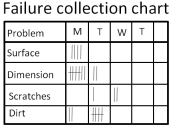 Failure collection chart
Problem M T W T
Surface
Dimension
Scratches
Dirt